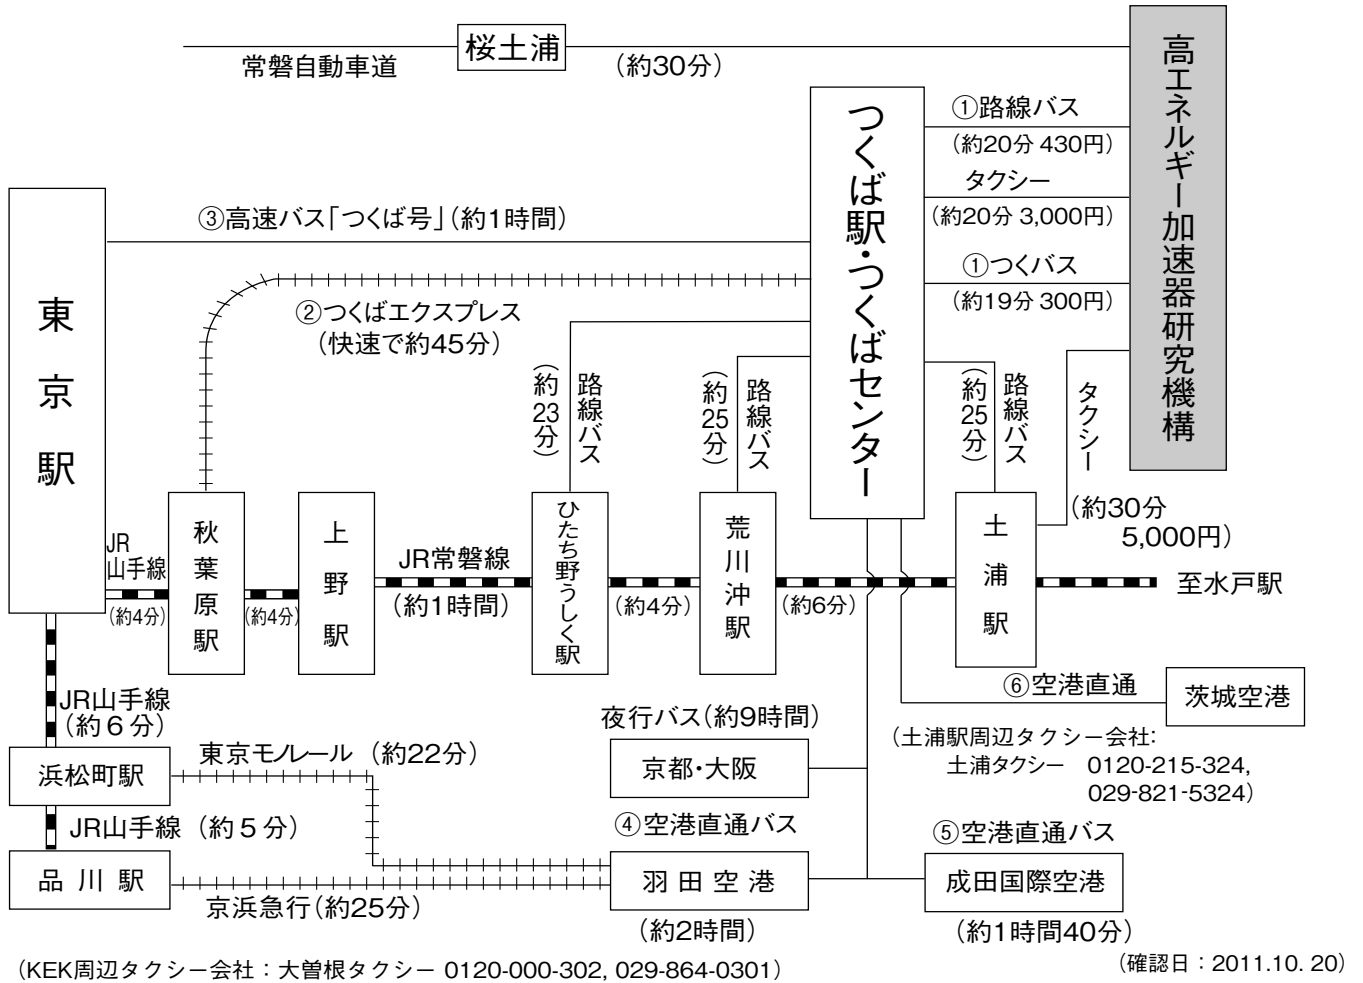 桜土浦
常磐自動車道
（約30分）
高エネルギー加速器研究機構
つくば駅・つくばセンター
①路線バス
（約20分 430円）
タクシー
（約20分 3,000円）
①つくバス
（約19分 300円）
東京駅
③高速バス「つくば号」（約1時間）
②つくばエクスプレス
（快速で約45分）
路線バス
（約23分）
路線バス
（約25分）
路線バス
（約25分）
タクシー
（約30分
5,000円）
JR
山手線
（約4分）
秋葉原駅
（約4分）
上野駅
JR常磐線
（約1時間）
ひたち野うしく駅
（約4分）
荒川沖駅
（約6分）
土浦駅
至水戸駅
JR山手線
（約６分）
⑥空港直通
茨城空港
夜行バス（約9時間）
京都・大阪
（土浦駅周辺タクシー会社：
土浦タクシー　0120-215-324,
029-821-5324）
浜松町駅
東京モノレール （約22分）
JR山手線 （約５分）
④空港直通バス
⑤空港直通バス
品川駅
京浜急行（約25分）
羽田空港
（約2時間）
成田国際空港
（約1時間40分）
（KEK周辺タクシー会社：大曽根タクシー 0120-000-302, 029-864-0301）
（確認日：2011.10. 20）